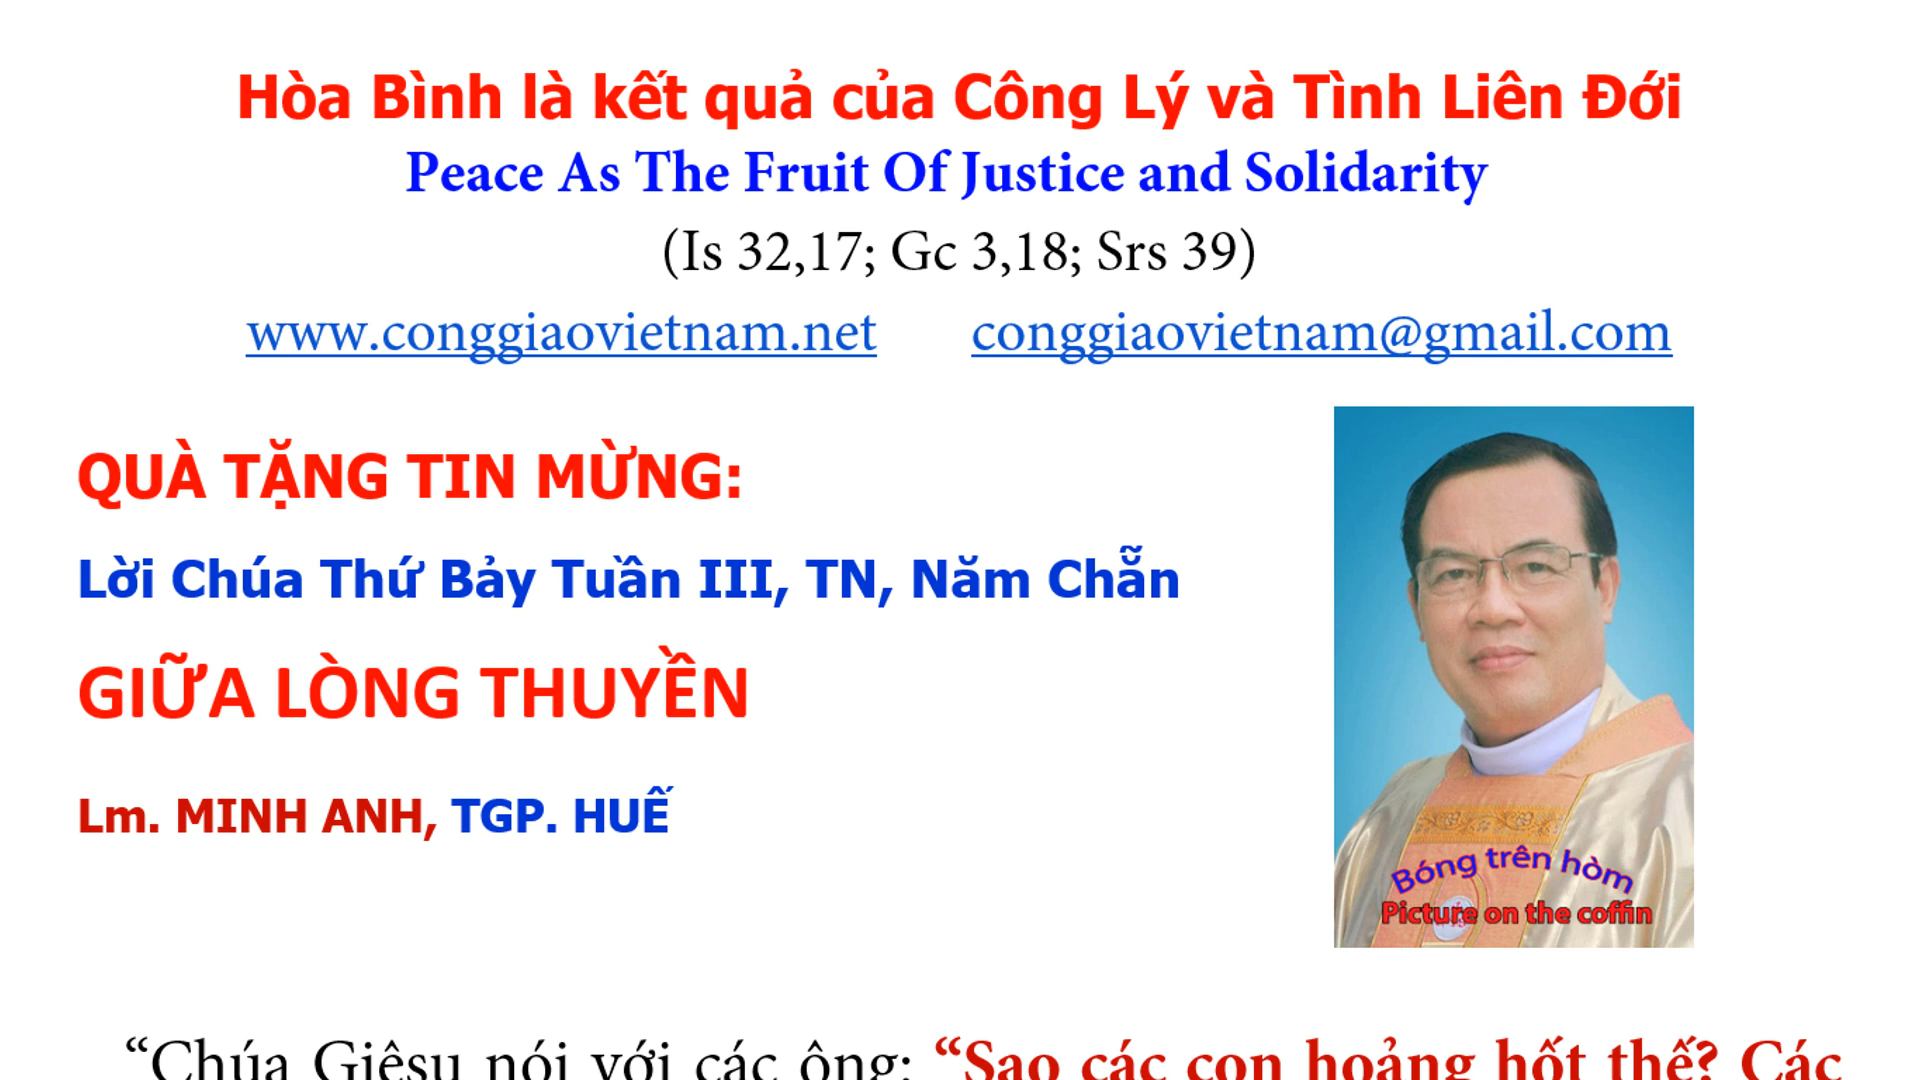 Hòa Bình là kết quả của Công Lý và Tình Liên Đới
Peace As The Fruit Of Justice and Solidarity
(Is 32,17; Gc 3,18; Srs 39)
www.conggiaovietnam.net conggiaovietnam@gmail.com
QUÀ TẶNG TIN MỪNG:
Lời Chúa Thứ Bảy Tuần III, TN, Năm Chẵn
GIỮA LÒNG THUYỀN
Lm. MINH ANH, TGP. HUẾ
Bóng trên hòm
Picture on the coffin
“Chúa Giêsu nói với các ông: “Sao các con hoảng hốt thế? Các